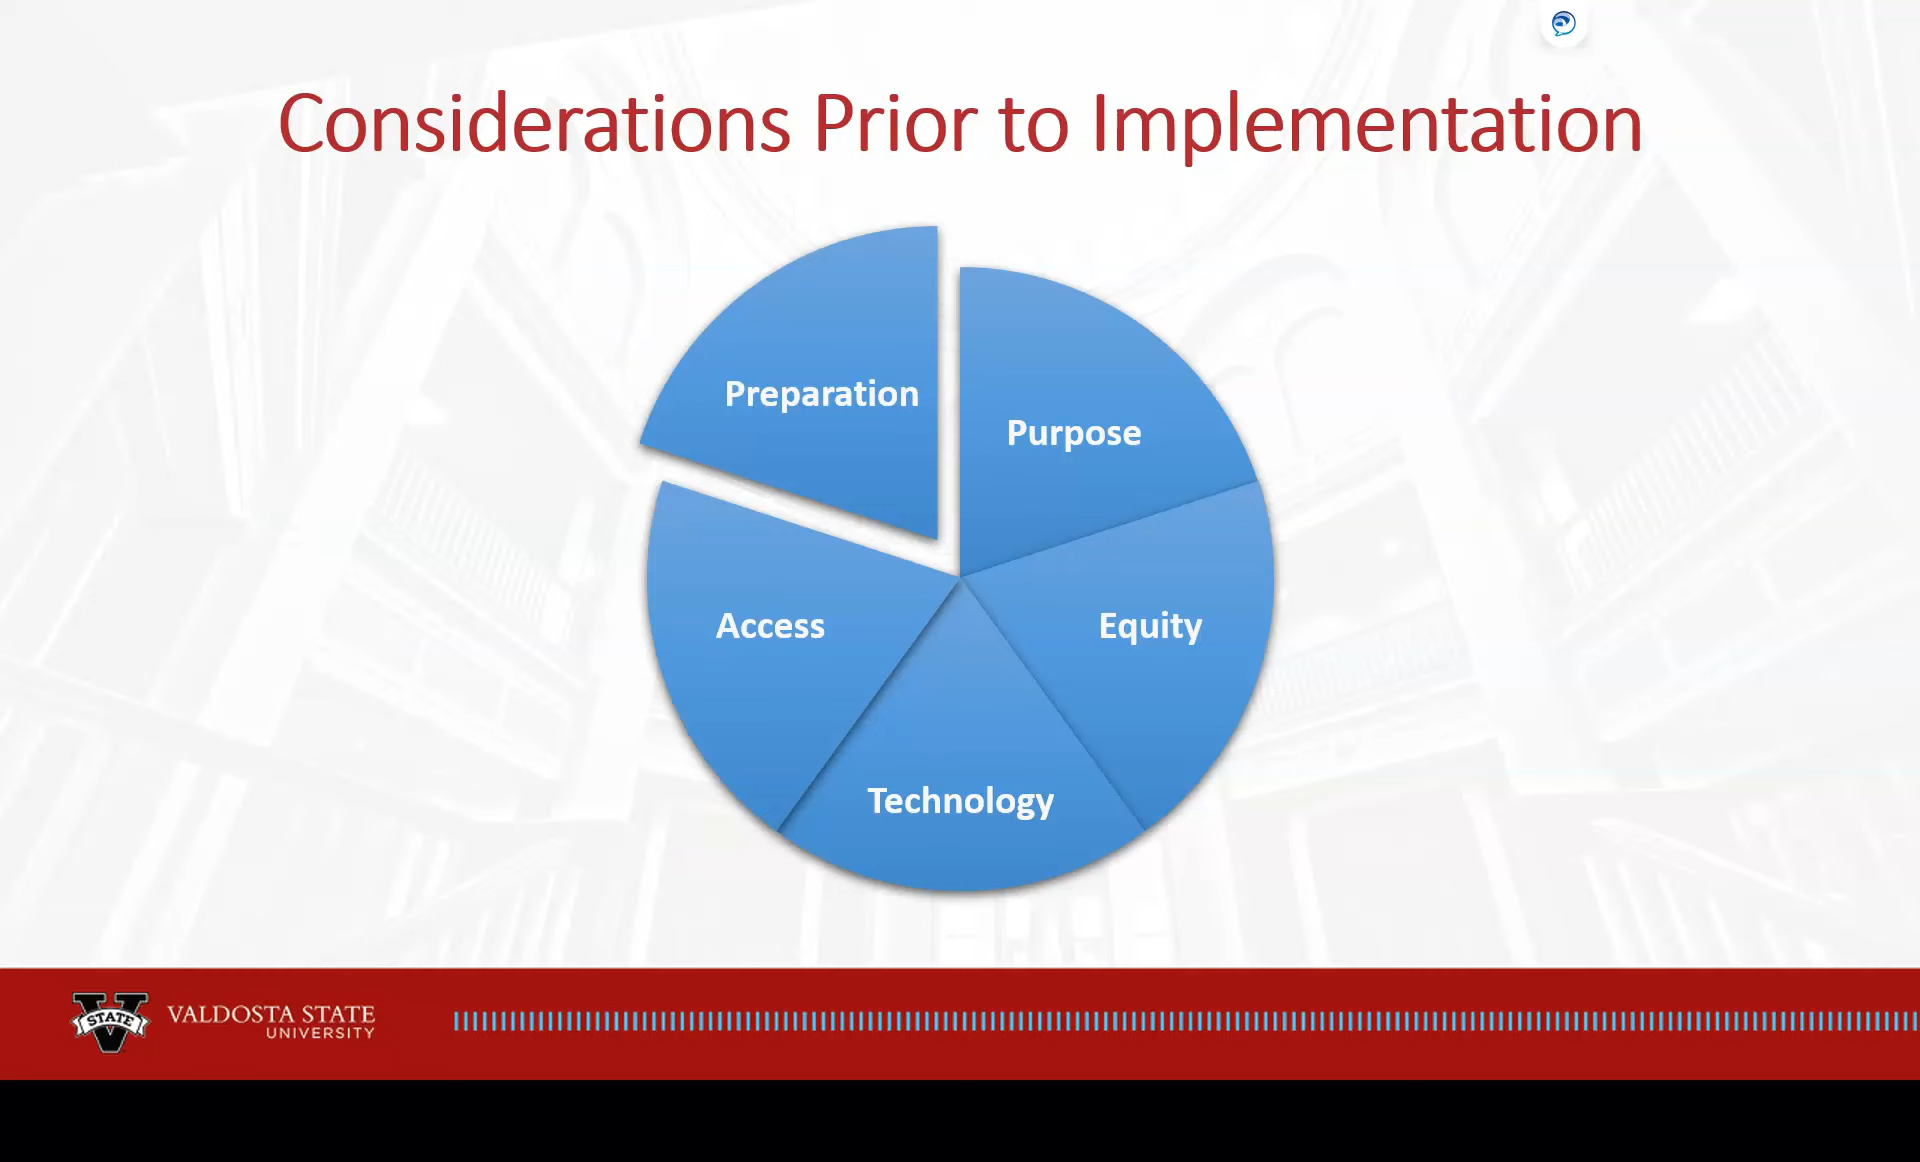 Considerations Prior to Implementation
Preparation
Purpose
Access
Equity
Technology
STATE
VALDOSTA STATE
UNIVERSITY